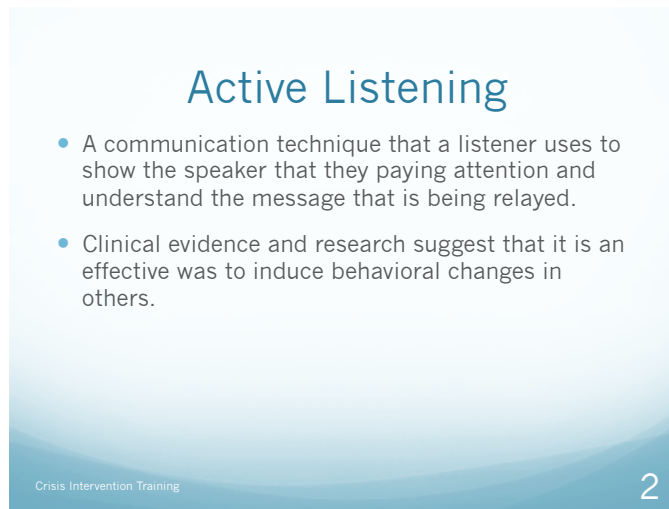 Active Listening
• A communication technique that a listener uses to
show the speaker that they paying attention and
understand the message that is being relayed.
• Clinical evidence and research suggest that it is an
effective was to induce behavioral changes in
others.
Crisis Intervention Training
2